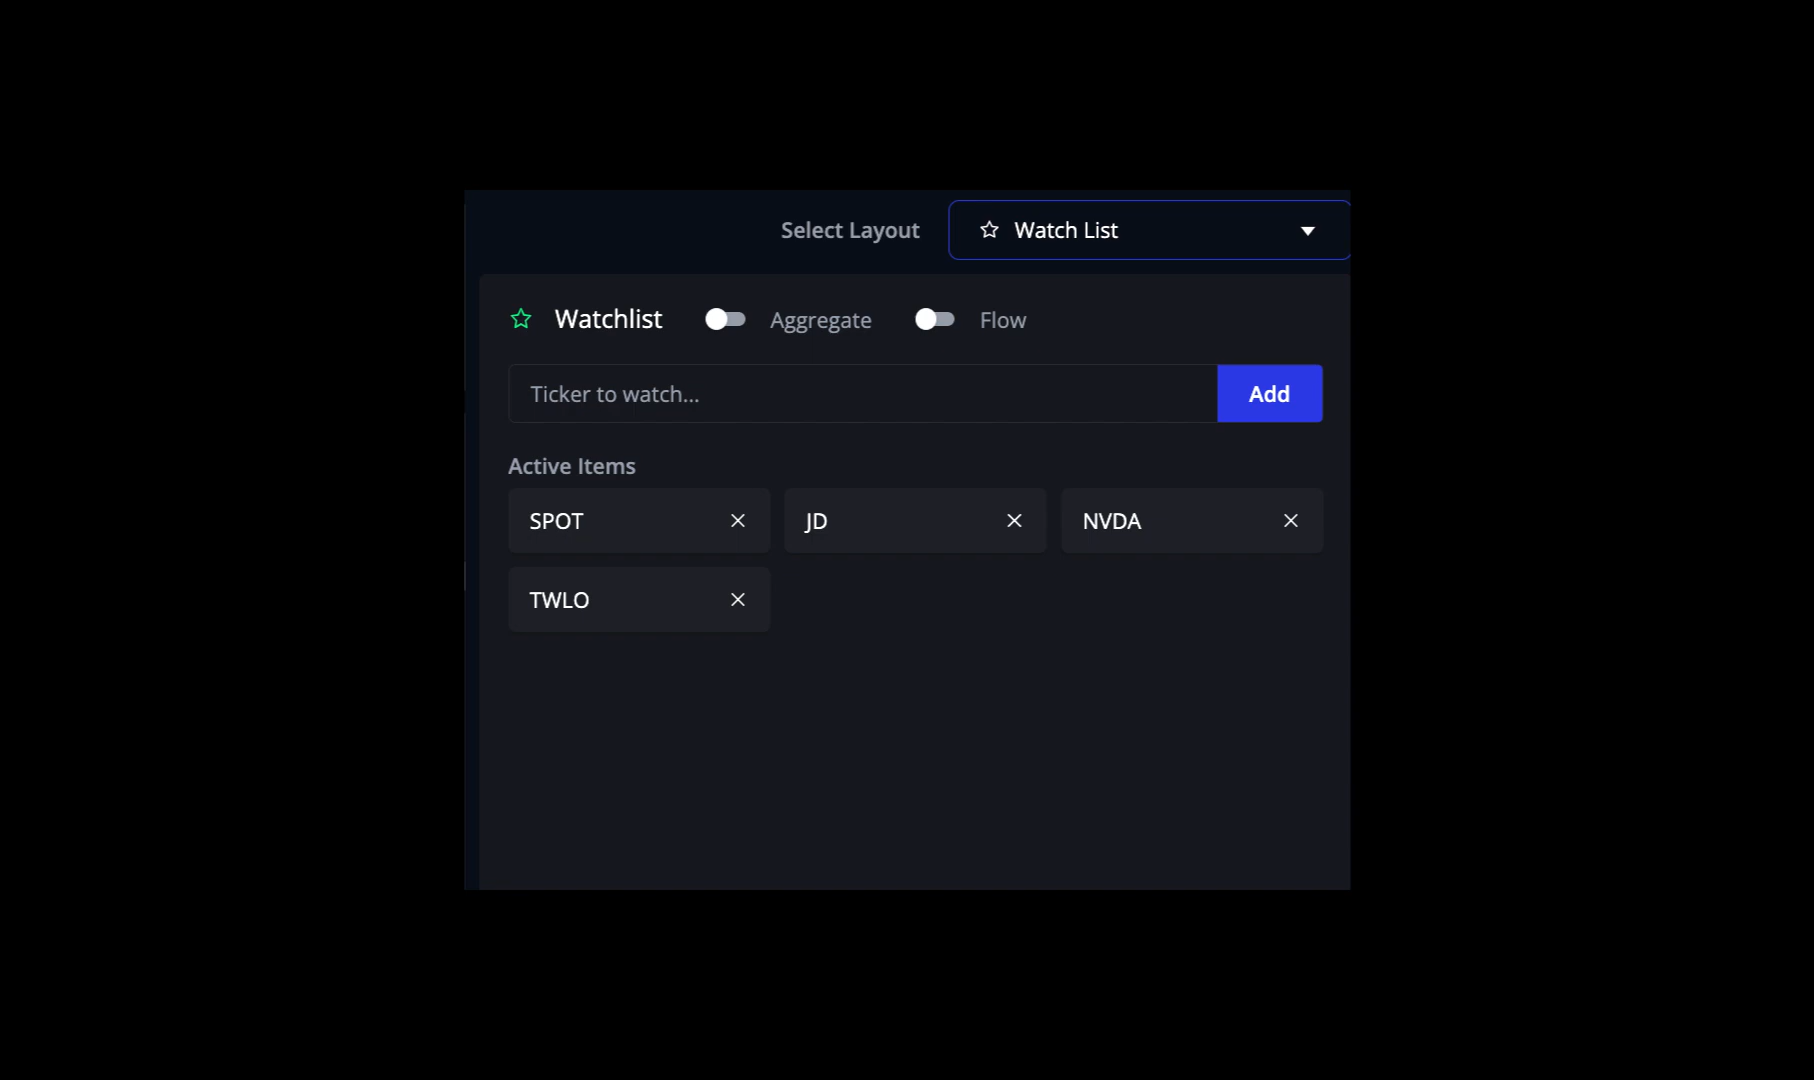 Select Layout Watch List
Watchlist Aggregate Flow
Ticker to watch... Add
Active Items
SPOT JD NVDA
TWLO